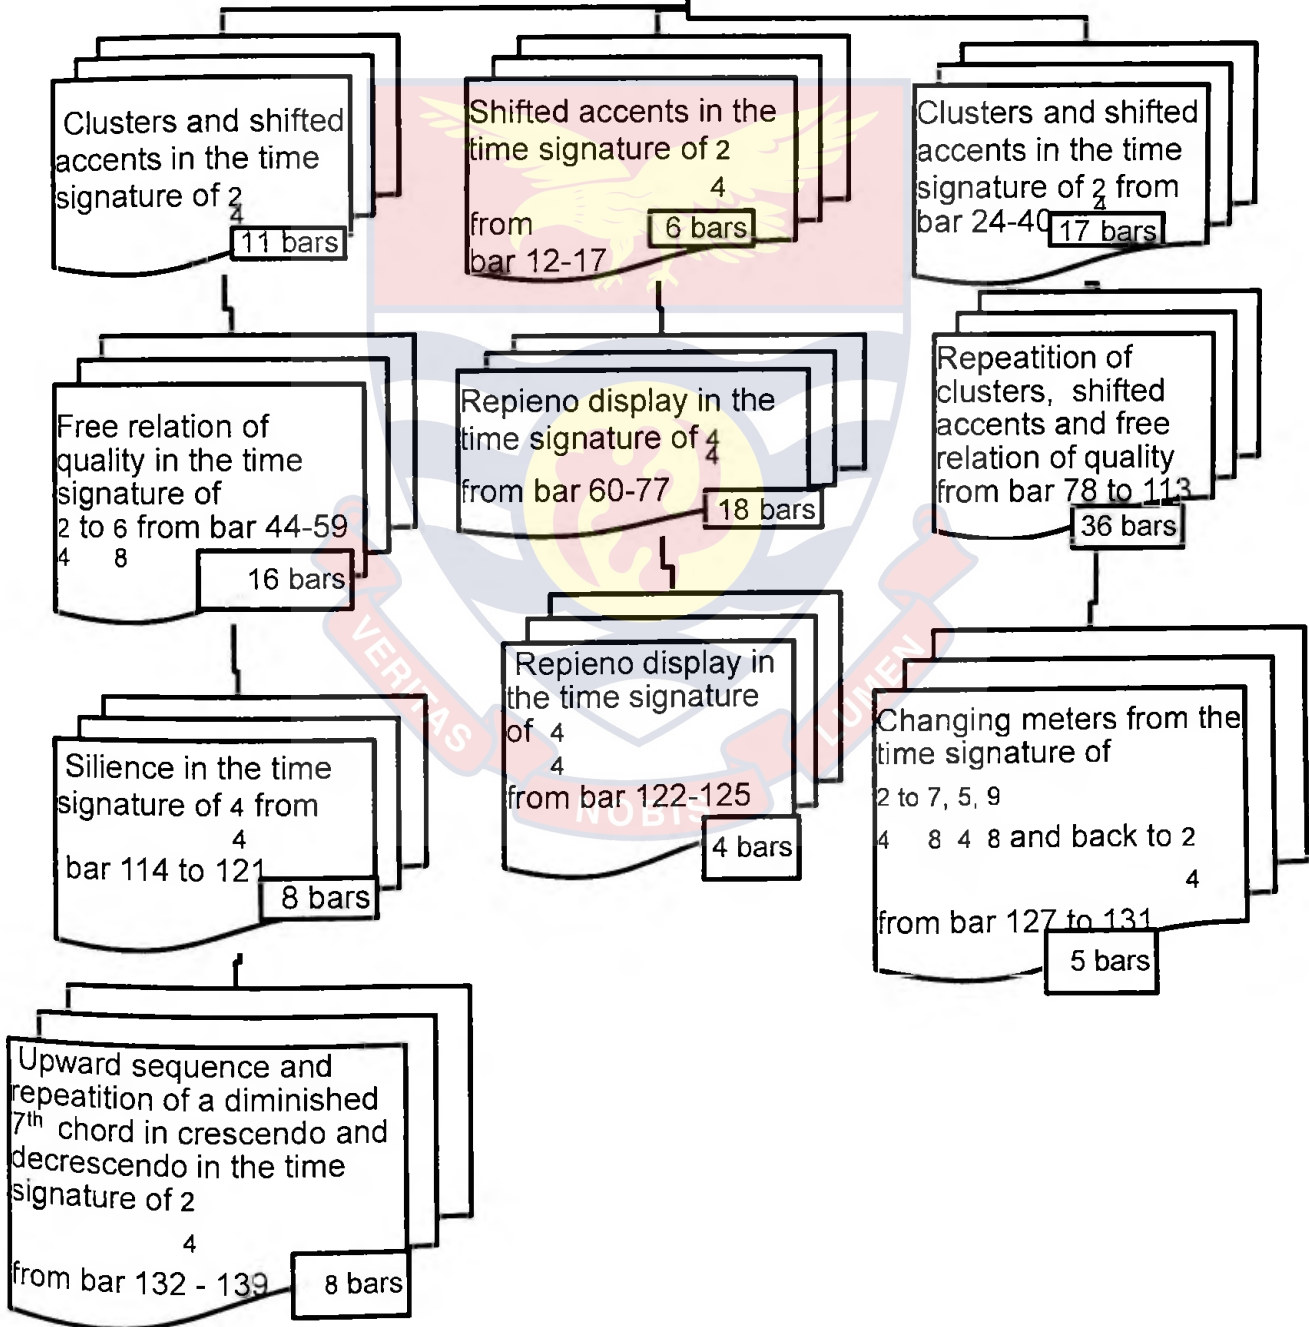 Clusters and shifted
accents in the time
signature of 2
4
11 bars
Shifted accents in the
time signature of 2
4
from
6 bars
bar 12-17
Clusters and shifted
accents in the time
signature of 2 from
4
bar 24-40
17 bars
Free relation of
quality in the time
signature of
2 to 6 from bar 44-59
4 8
16 bars
Repieno display in the
time signature of 4
4
from bar 60-77
18 bars
Repeatition of
clusters, shifted
accents and free
relation of quality
from bar 78 to 113
36 bars
Silience in the time
signature of 4 from
4
bar 114 to 121
8 bars
Repieno display in
the time signature
of 4
4
from bar 122-125
4 bars
Changing meters from the
time signature of
2 to 7, 5, 9
4 8 4 8 and back to 2
4
from bar 127 to 131
5 bars
Upward sequence and
repeatition of a diminished
7th chord in crescendo and
decrescendo in the time
signature of 2
4
from bar 132 - 139
8 bars
VERITAS
NOBIS
LUMEN